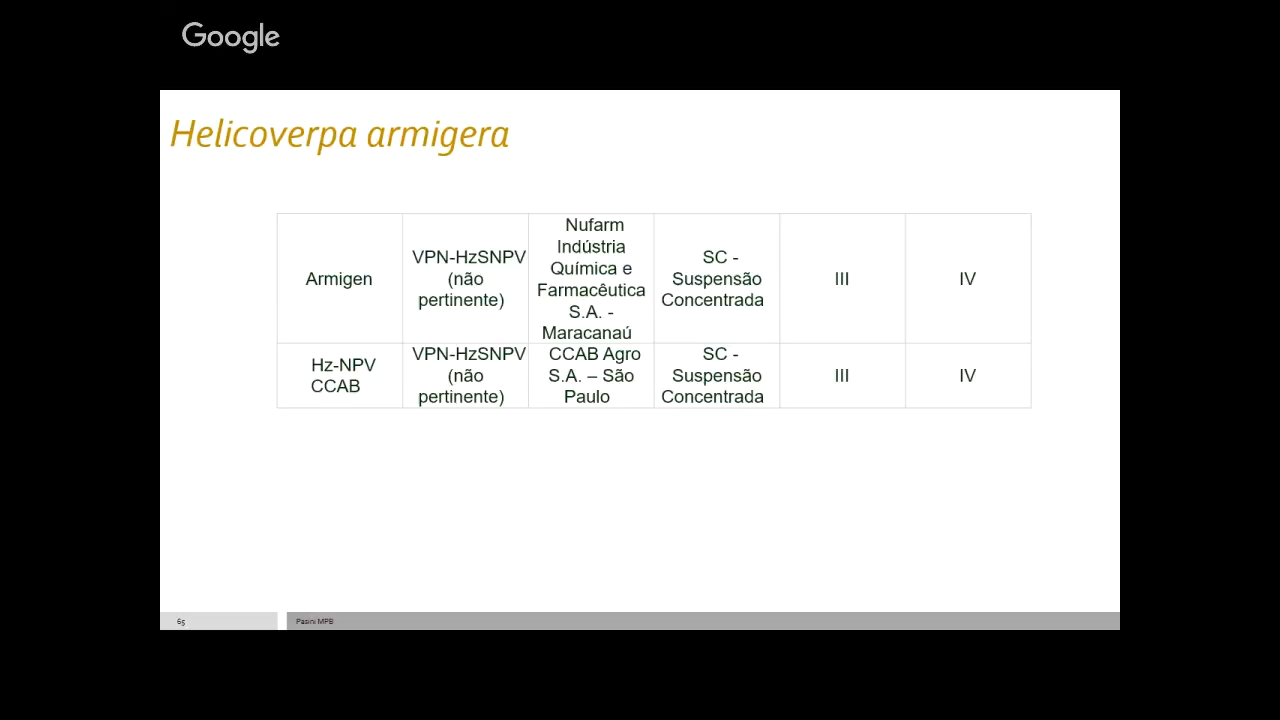 Google
Helicoverpa armigera
Armigen
VPN-HzSNPV
(não
pertinente)
Nufarm
Indústria
Química e
Farmacêutica
S.A. -
Maracanaú
SC -
Suspensão
Concentrada
III
IV
Hz-NPV
CCAB
VPN-HzSNPV
(não
pertinente)
CCAB Agro
S.A. – São
Paulo
SC -
Suspensão
Concentrada
III
IV
65
Pasini MPB